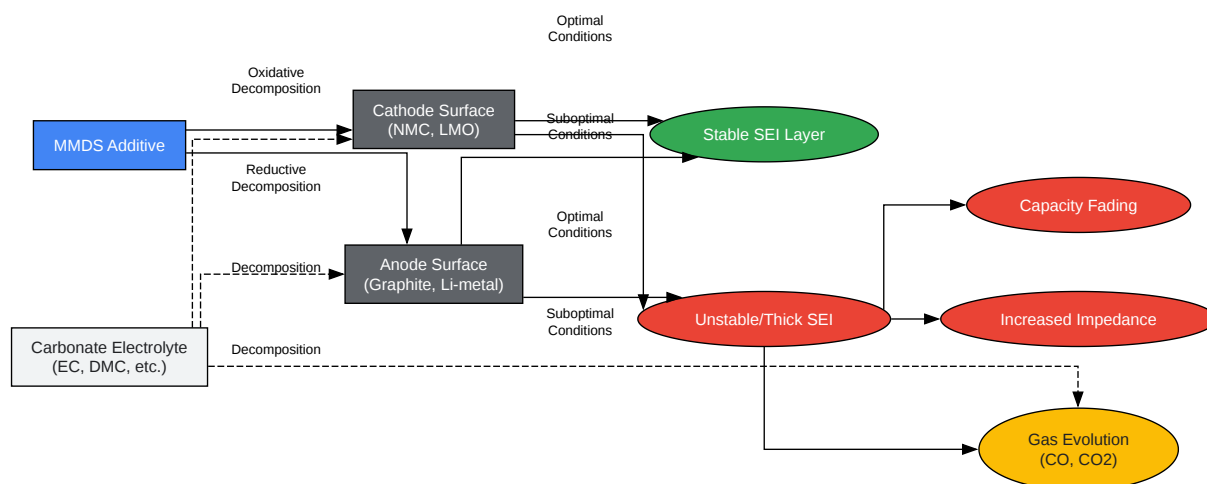 Optimal
Conditions
Oxidative
Decomposition
Cathode Surface
(NMC, LMO)
Suboptimal
Conditions
Stable SEI Layer
MMDS Additive
Reductive
Decomposition
Capacity Fading
Optimal
Conditions
Anode Surface
(Graphite, Li-metal)
Decomposition
Suboptimal
Conditions
Unstable/Thick SEI
Increased Impedance
Carbonate Electrolyte
(EC, DMC, etc.)
Decomposition
Gas Evolution
(CO, CO2)